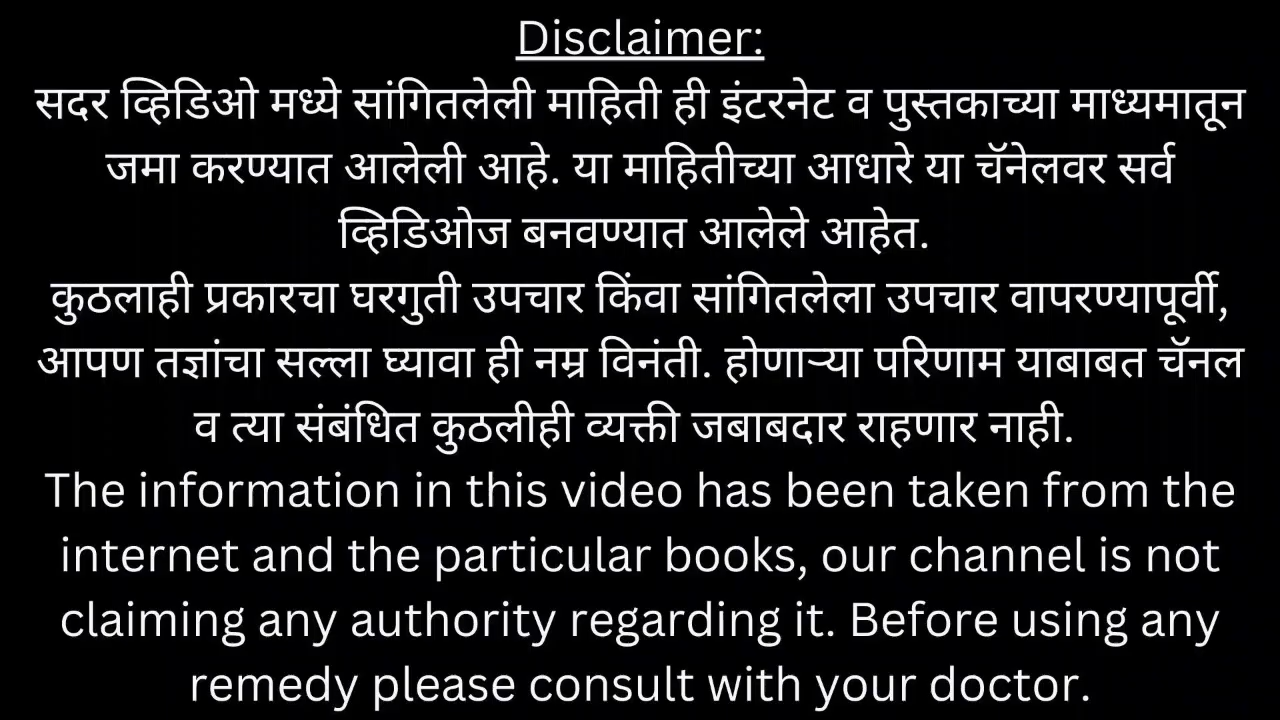 Disclaimer:
सदर व्हिडिओ मध्ये सांगितलेली माहिती ही इंटरनेट व पुस्तकाच्या माध्यमातून
जमा करण्यात आलेली आहे. या माहितीच्या आधारे या चॅनेलवर सर्व
व्हिडिओज बनवण्यात आलेले आहेत.
कुठलाही प्रकारचा घरगुती उपचार किंवा सांगितलेला उपचार वापरण्यापूर्वी,
आपण तज्ञांचा सल्ला घ्यावा ही नम्र विनंती. होणाऱ्या परिणाम याबाबत चॅनल
व त्या संबंधित कुठलीही व्यक्ती जबाबदार राहणार नाही.
The information in this video has been taken from the
internet and the particular books, our channel is not
claiming any authority regarding it. Before using any
remedy please consult with your doctor.